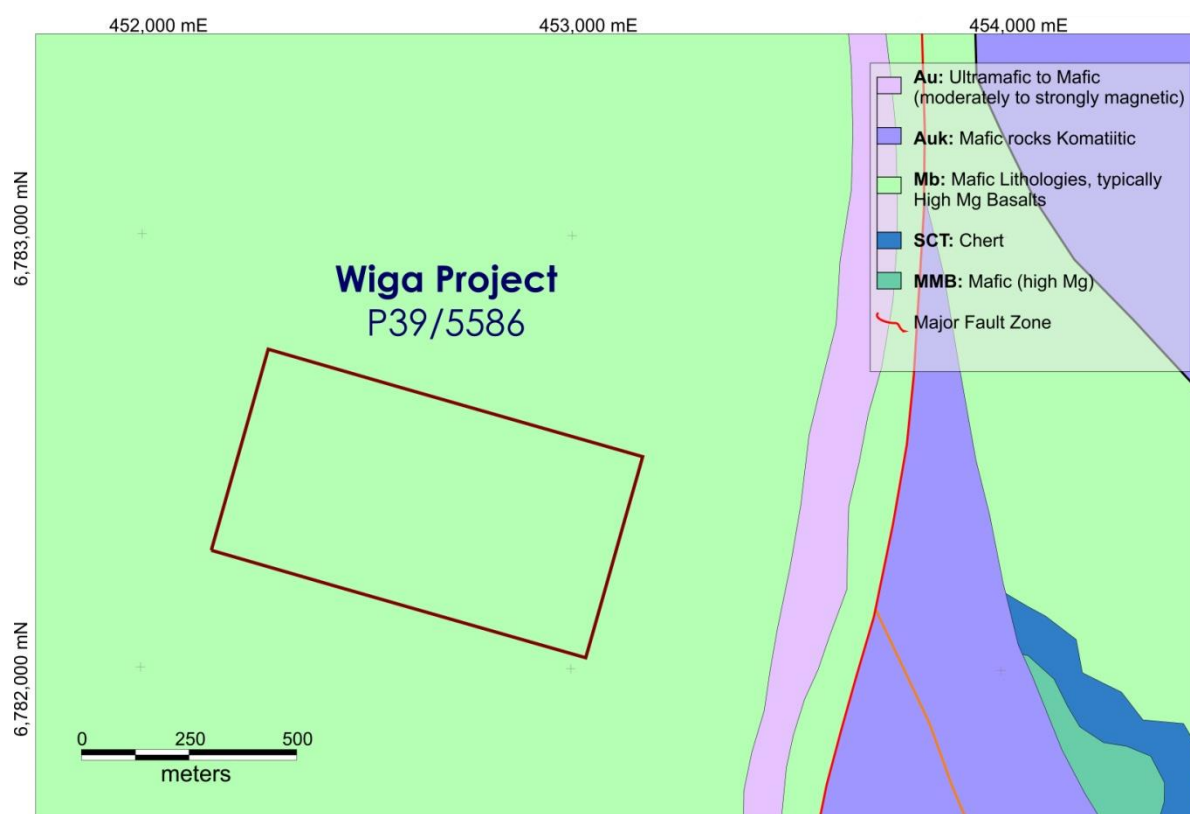 452,000 mE
453,000 mE
454,000 mE
6,783,000 mN
6,782,000 mN
Wiga Project
P39/5586
Au: Ultramafic to Mafic
(moderately to strongly magnetic)
Auk: Mafic rocks Komatiitic
Mb: Mafic Lithologies, typically
High Mg Basalts
SCT: Chert
MMB: Mafic (high Mg)
Major Fault Zone
0 250 500
meters